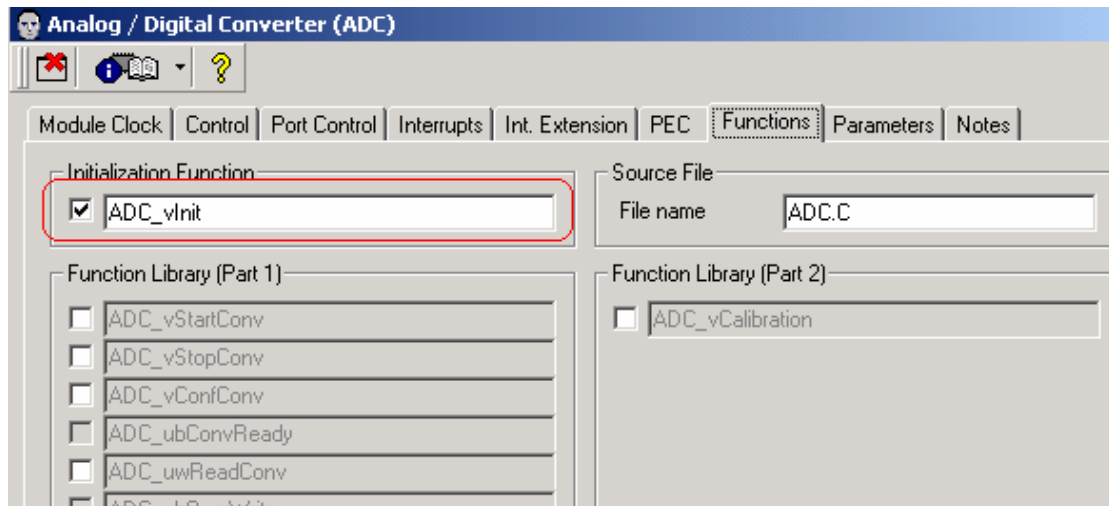 Analog / Digital Converter (ADC)
Module Clock Control Port Control Interrupts Int. Extension PEC Functions Parameters Notes
Initialization Function
ADC_vInit
Source File
File name ADC.C
Function Library (Part 1)
ADC_vStartConv
ADC_vStopConv
ADC_vConfConv
ADC_ubConvReady
ADC_uwReadConv
Function Library (Part 2)
ADC_vCalibration